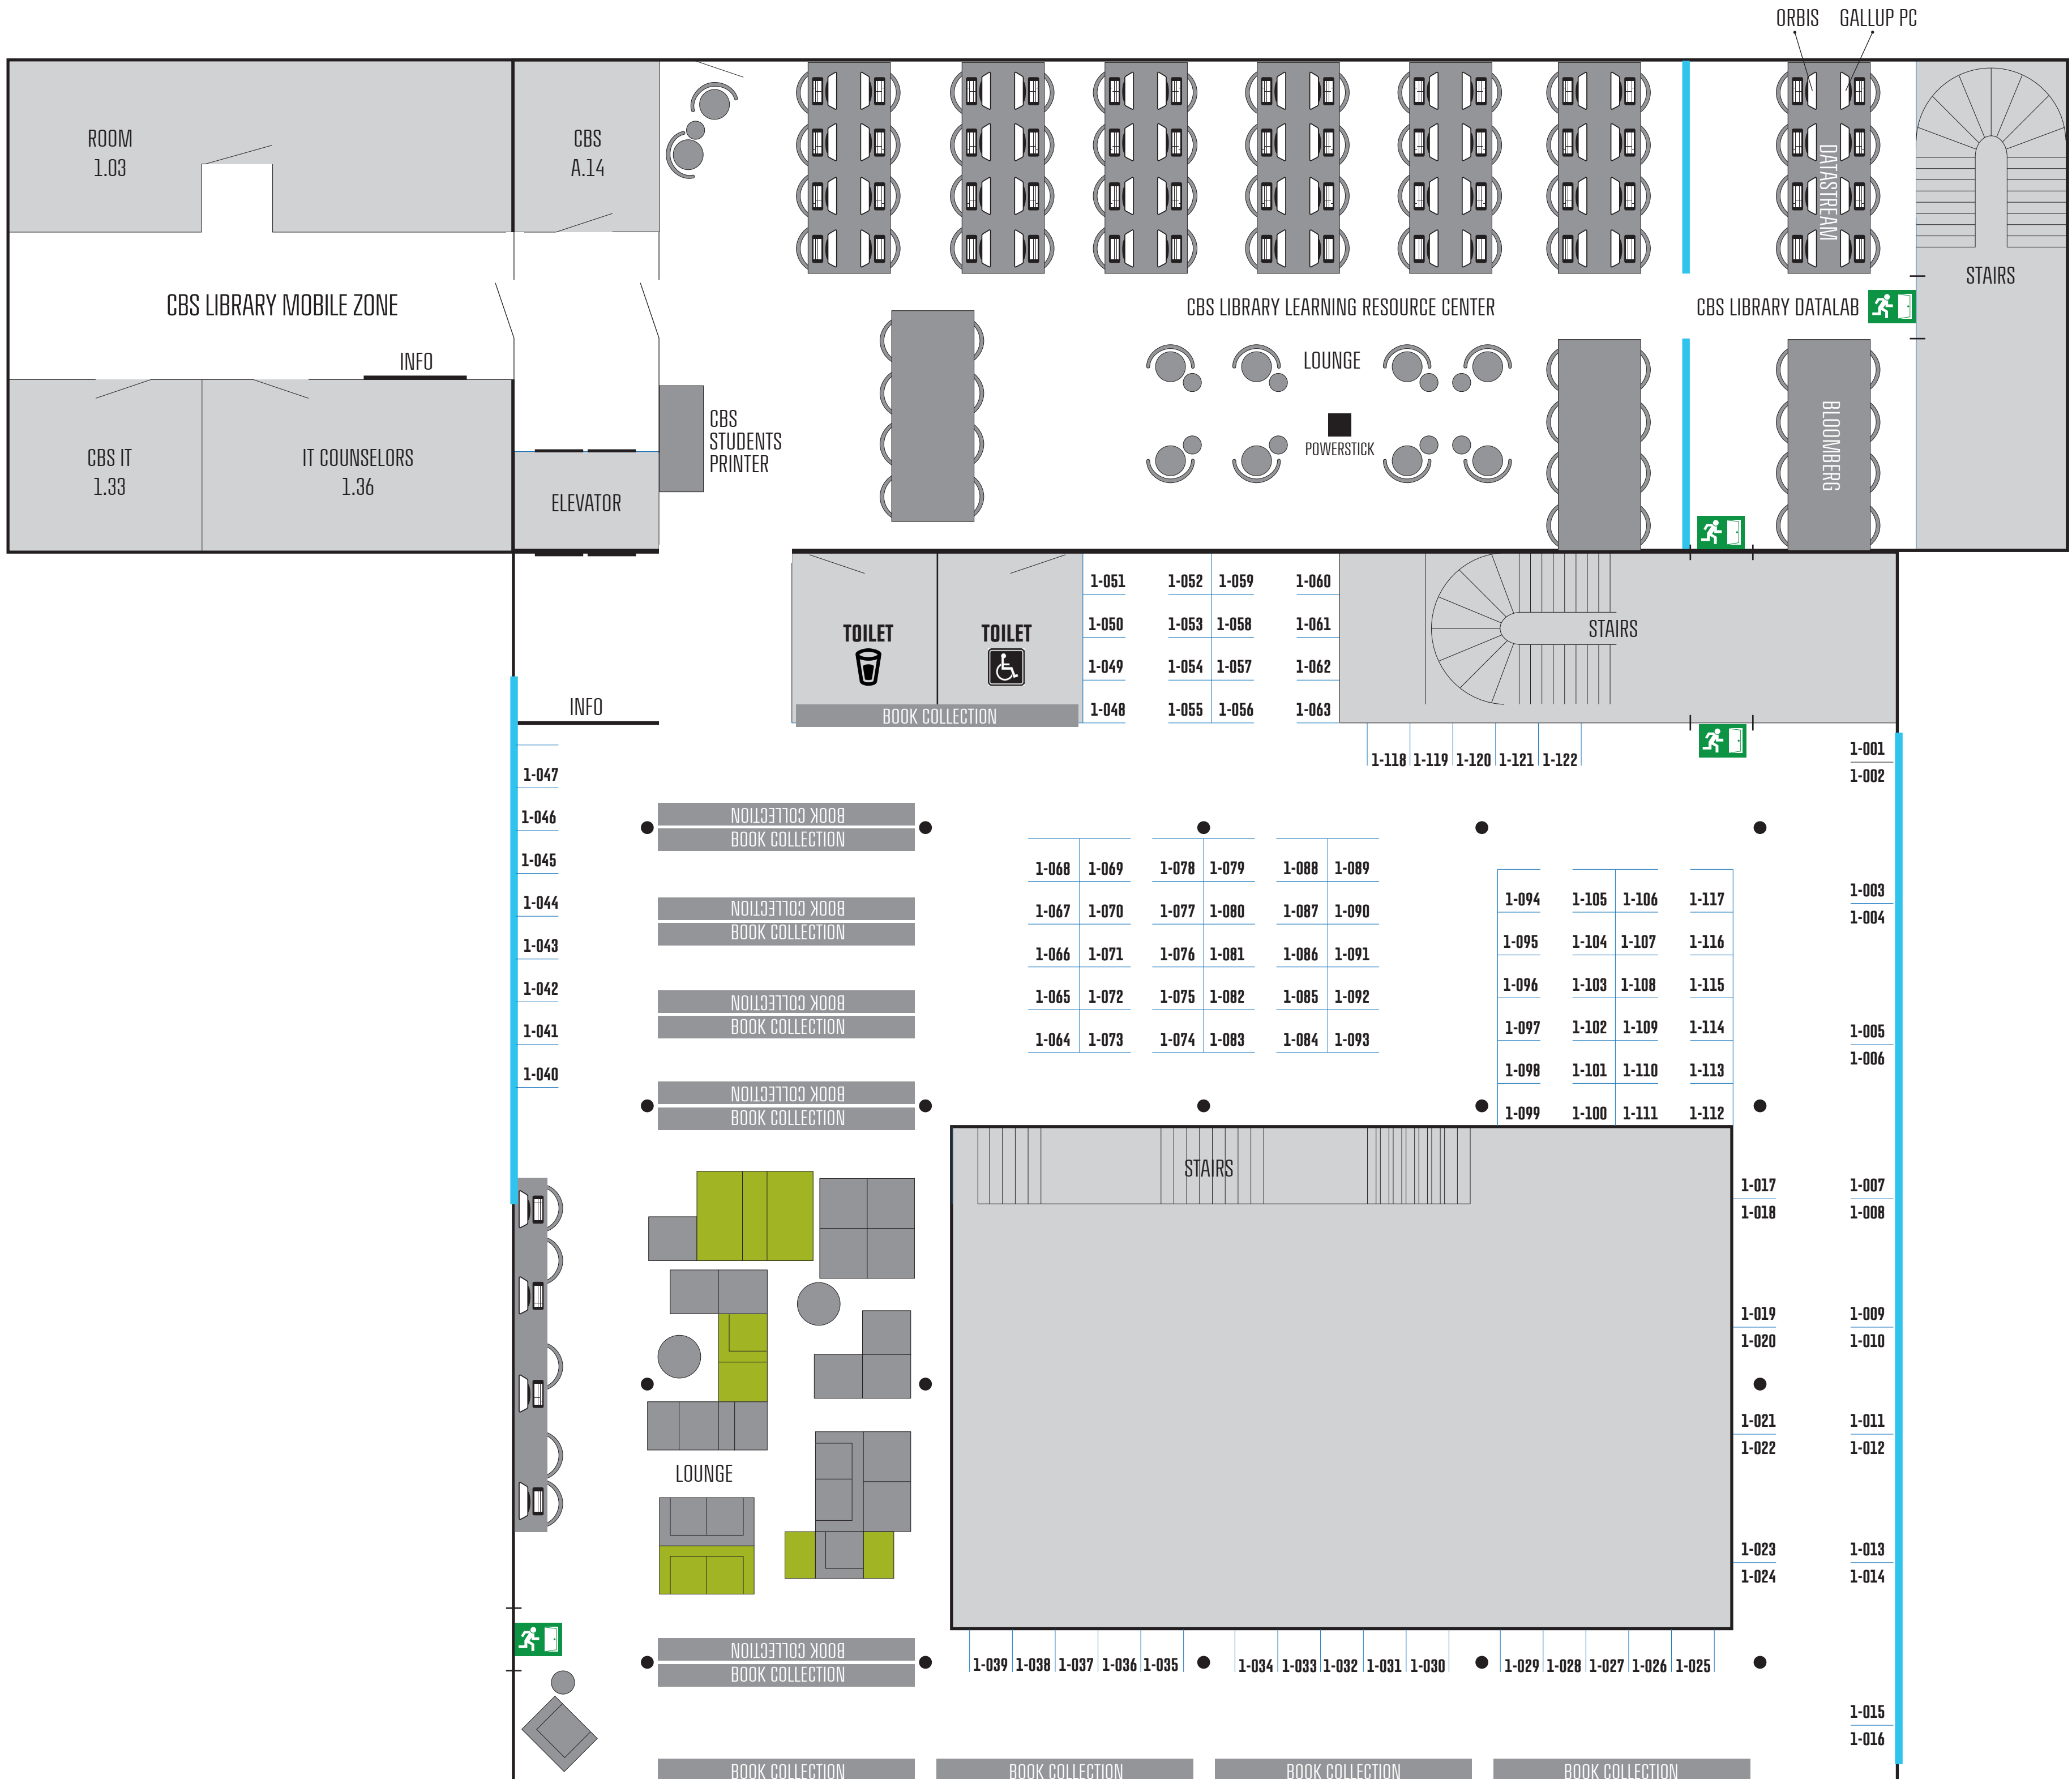 ORBIS GALLUP PC
ROOM
1.03
CBS
A.14
DATASTREAM
STAIRS
CBS LIBRARY MOBILE ZONE
CBS LIBRARY LEARNING RESOURCE CENTER
CBS LIBRARY DATALAB
INFO
LOUNGE
POWERSTICK
CBS
STUDENTS
PRINTER
BLOOMBERG
CBS IT
1.33
IT COUNSELORS
1.36
ELEVATOR
TOILET
TOILET
BOOK COLLECTION
1-051 1-052 1-059 1-060
1-050 1-053 1-058 1-061
1-049 1-054 1-057 1-062
1-048 1-055 1-056 1-063
STAIRS
INFO
1-118 1-119 1-120 1-121 1-122
1-001
1-002
1-047
1-046
1-045
1-044
1-043
1-042
1-041
1-040
BOOK COLLECTION
BOOK COLLECTION
BOOK COLLECTION
BOOK COLLECTION
BOOK COLLECTION
BOOK COLLECTION
BOOK COLLECTION
BOOK COLLECTION
1-068 1-069 1-078 1-079 1-088 1-089
1-067 1-070 1-077 1-080 1-087 1-090
1-066 1-071 1-076 1-081 1-086 1-091
1-065 1-072 1-075 1-082 1-085 1-092
1-064 1-073 1-074 1-083 1-084 1-093
1-094 1-105 1-106 1-117
1-095 1-104 1-107 1-116
1-096 1-103 1-108 1-115
1-097 1-102 1-109 1-114
1-098 1-101 1-110 1-113
1-099 1-100 1-111 1-112
1-003
1-004
1-005
1-006
STAIRS
1-017 1-007
1-018 1-008
1-019 1-009
1-020 1-010
1-021 1-011
1-022 1-012
LOUNGE
1-023 1-013
1-024 1-014
BOOK COLLECTION
BOOK COLLECTION
1-039 1-038 1-037 1-036 1-035
1-034 1-033 1-032 1-031 1-030
1-029 1-028 1-027 1-026 1-025
1-015
1-016
BOOK COLLECTION BOOK COLLECTION BOOK COLLECTION BOOK COLLECTION